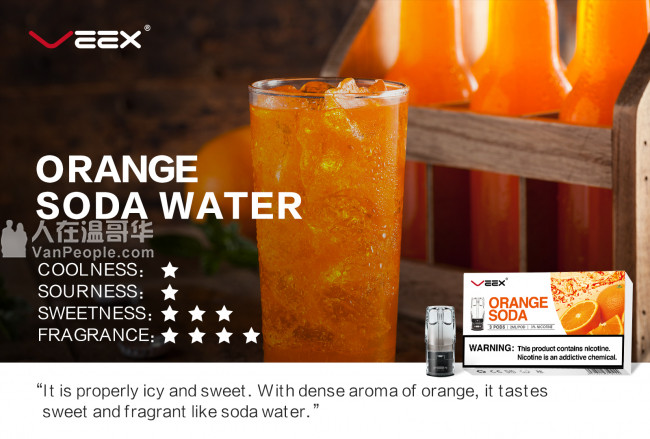 VEEX®
ORANGE
SODA WATER
人在温哥华
VanPeople.com
COOLNESS: ★
SOURNESS: ★
SWEETNESS: ★ ★ ★
FRAGRANCE: ★ ★ ★ ★
VEEX
ORANGE
SODA
3 PODS
WARNING: This product contains nicotine.
Nicotine is an addictive chemical.
“It is properly icy and sweet. With dense aroma of orange, it tastes
sweet and fragrant like soda water.”